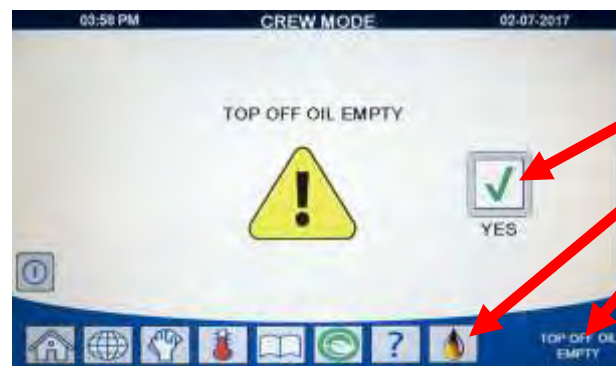 03:58 PM CREW MODE 02-07-2017
TOP OFF OIL EMPTY
YES
?
TOP OFF OIL
EMPTY